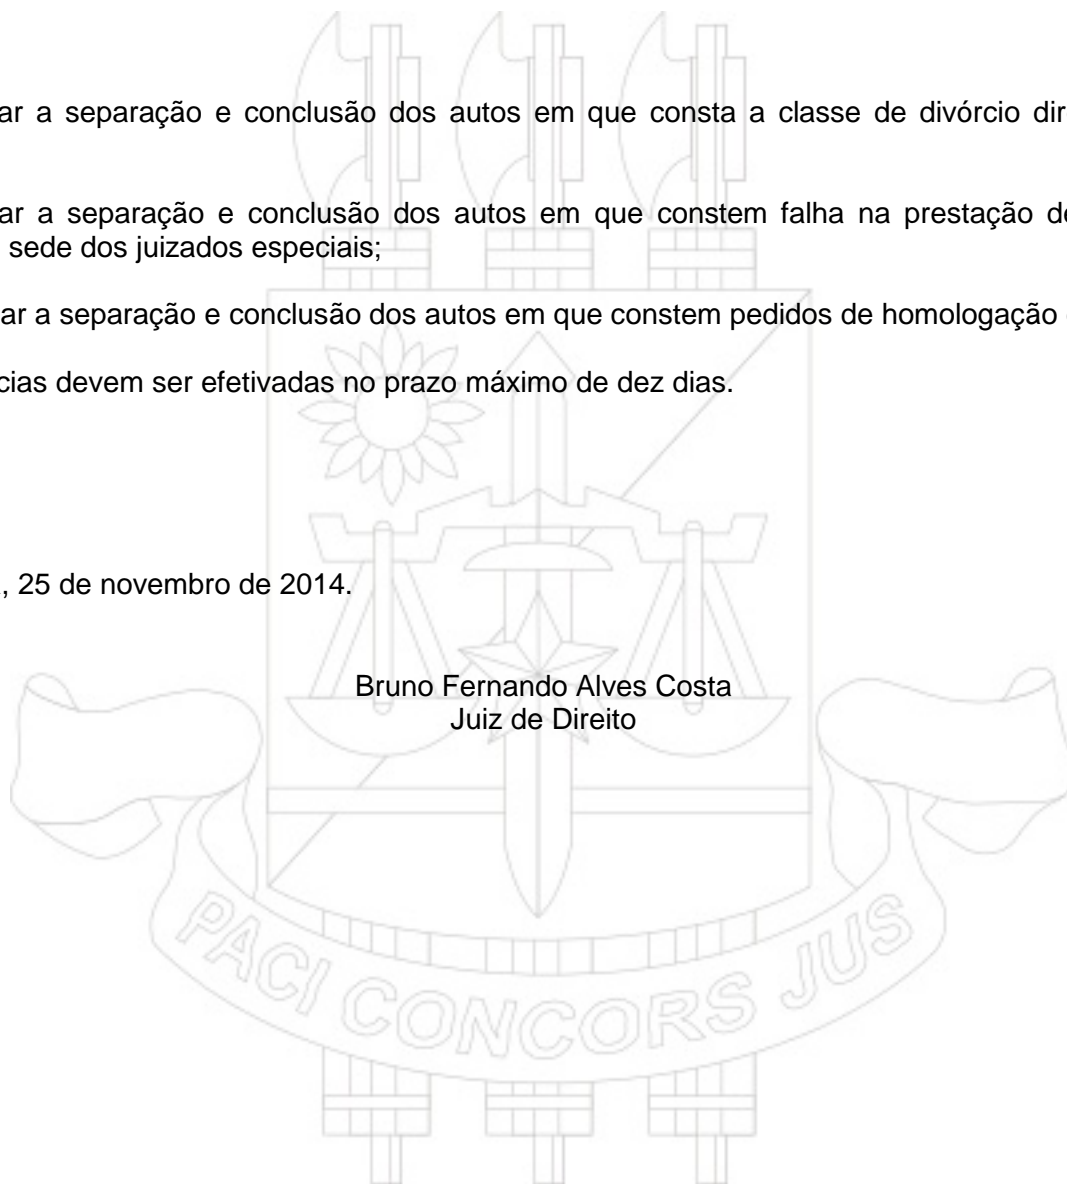 ar a separação e conclusão dos autos em que consta a classe de divórcio dir
ar a separação e conclusão dos autos em que constem falha na prestação de
sede dos juizados especiais;
ar a separação e conclusão dos autos em que constem pedidos de homologação
cias devem ser efetivadas no prazo máximo de dez dias.
, 25 de novembro de 2014.
Bruno Fernando Alves Costa
Juiz de Direito
PACI CONCORS JUS